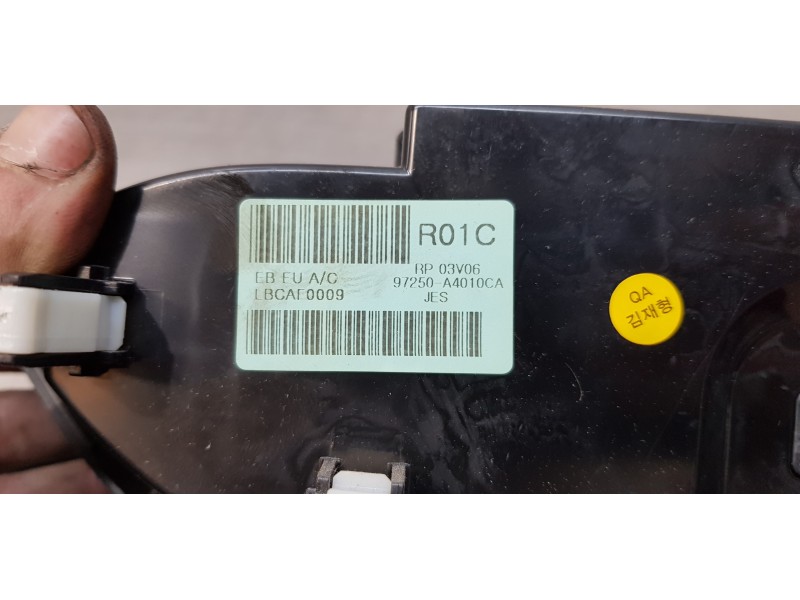 R01C
RP 03V06
EB EU A/C
97250-A4010CA
LBCAF0009
JES
QA
김재형